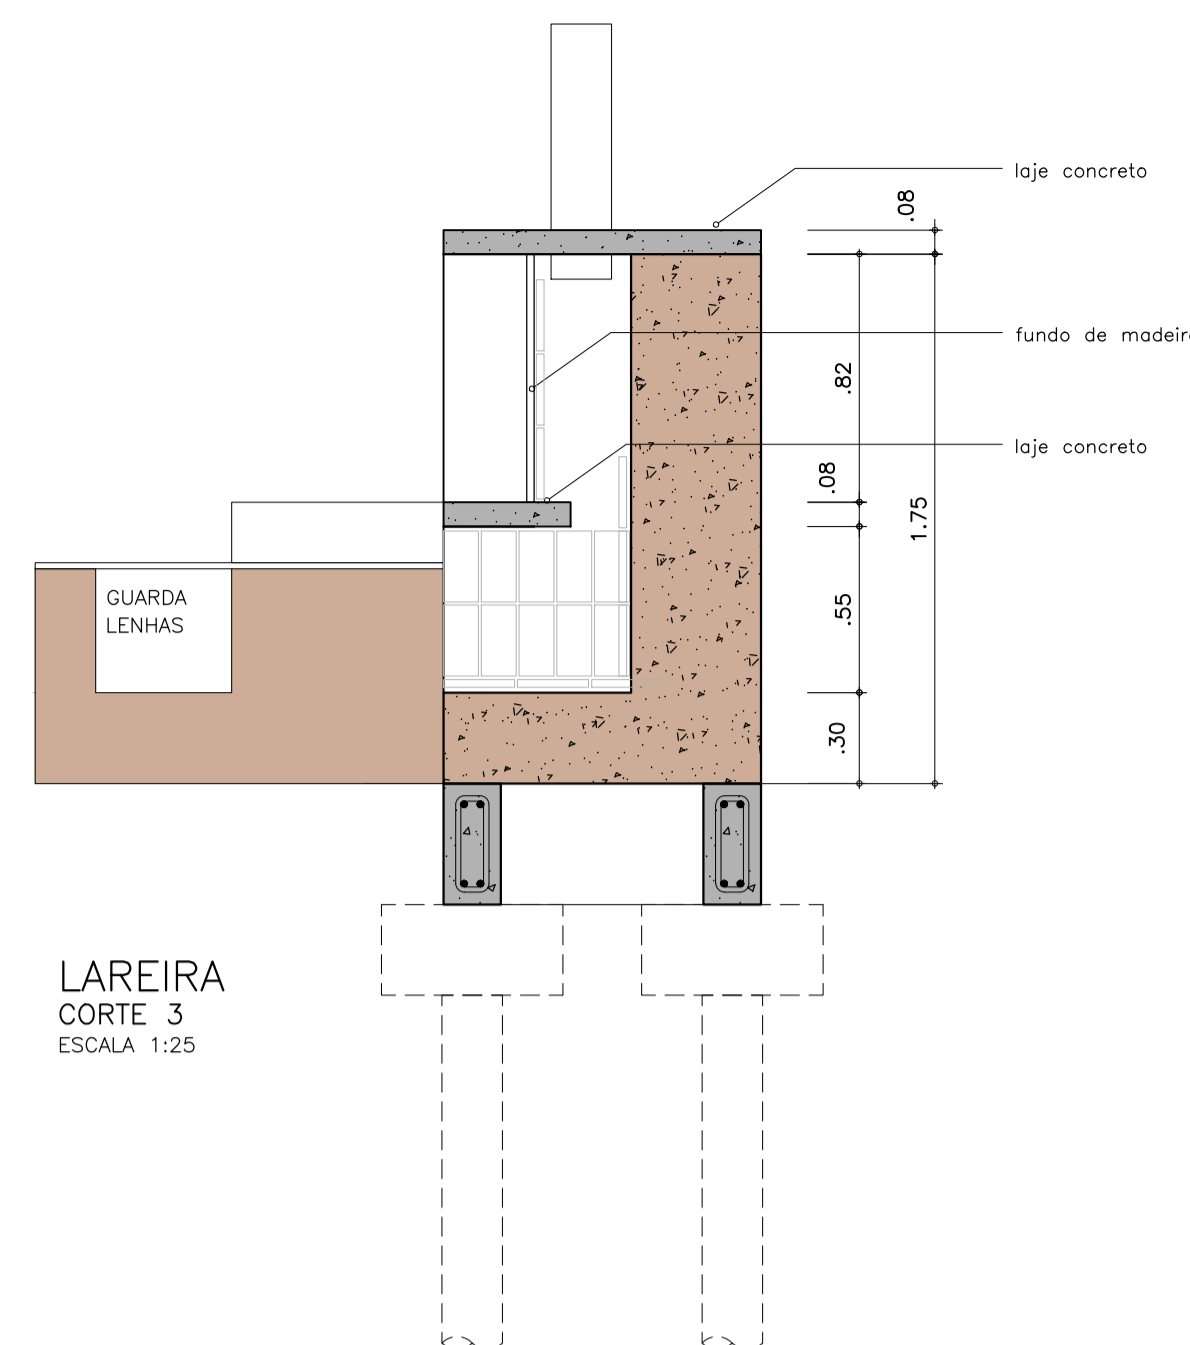 laje concreto
.08
fundo de madeir
.82
laje concreto
.08
1.75
GUARDA
LENHAS
.55
.30
LAREIRA
CORTE 3
ESCALA 1:25